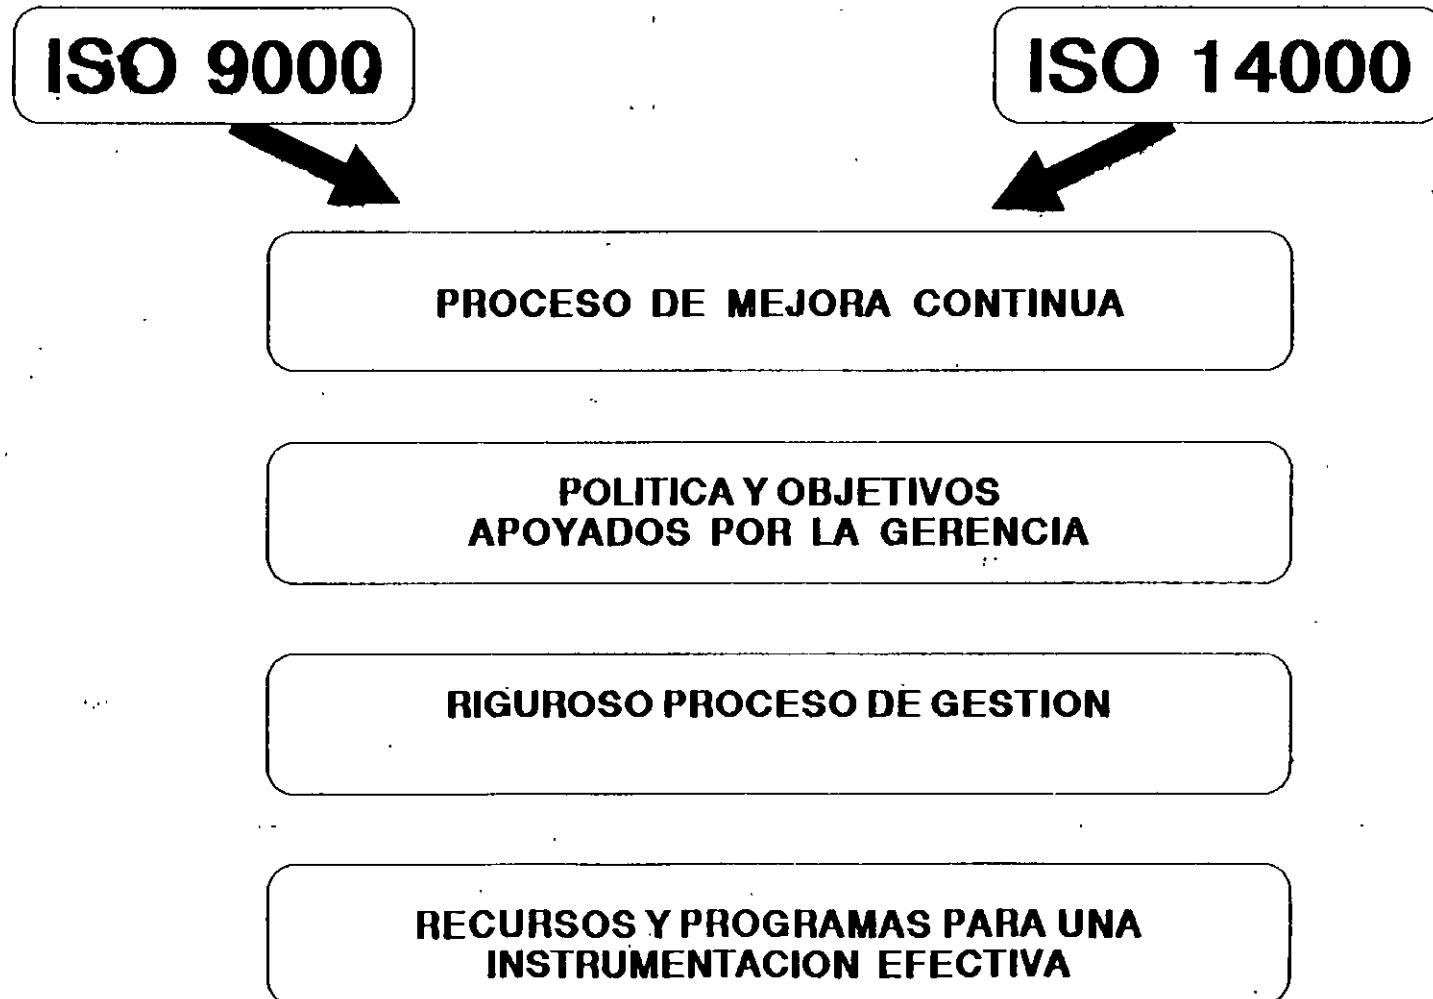 ISO 9000
ISO 14000
PROCESO DE MEJORA CONTINUA
POLITICA Y OBJETIVOS
APOYADOS POR LA GERENCIA
RIGUROSO PROCESO DE GESTION
RECURSOS Y PROGRAMAS PARA UNA
INSTRUMENTACION EFECTIVA